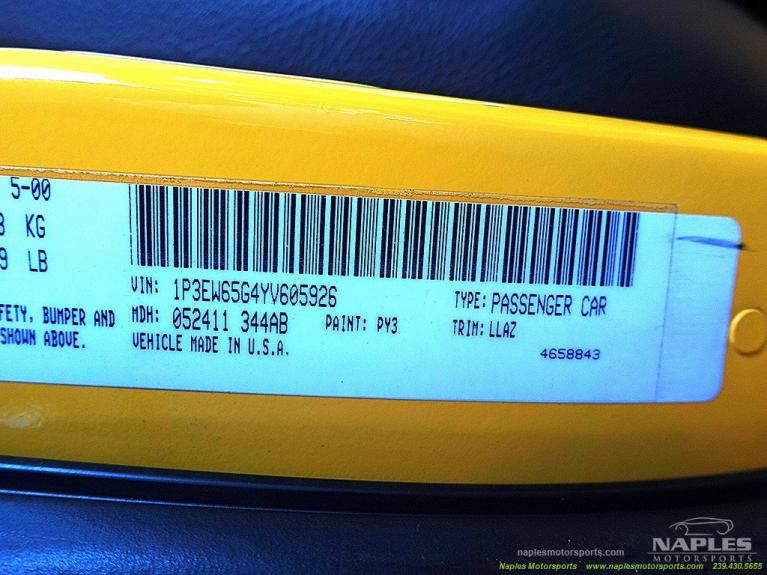 5-00
KG
LB
VIN: 1P3EW65G4YV605926
TYPE: PASSENGER CAR
BUMPER AND
MDH: 052411 344AB
PAINT: PY3
TRIM: LLAZ
SHOWN ABOVE.
VEHICLE MADE IN U.S.A.
4658843
NAPLES
MOTORSPORTS
naplesmotorsports.com
Naples Motorsports www.naplesmotorsports.com 239.430.5655